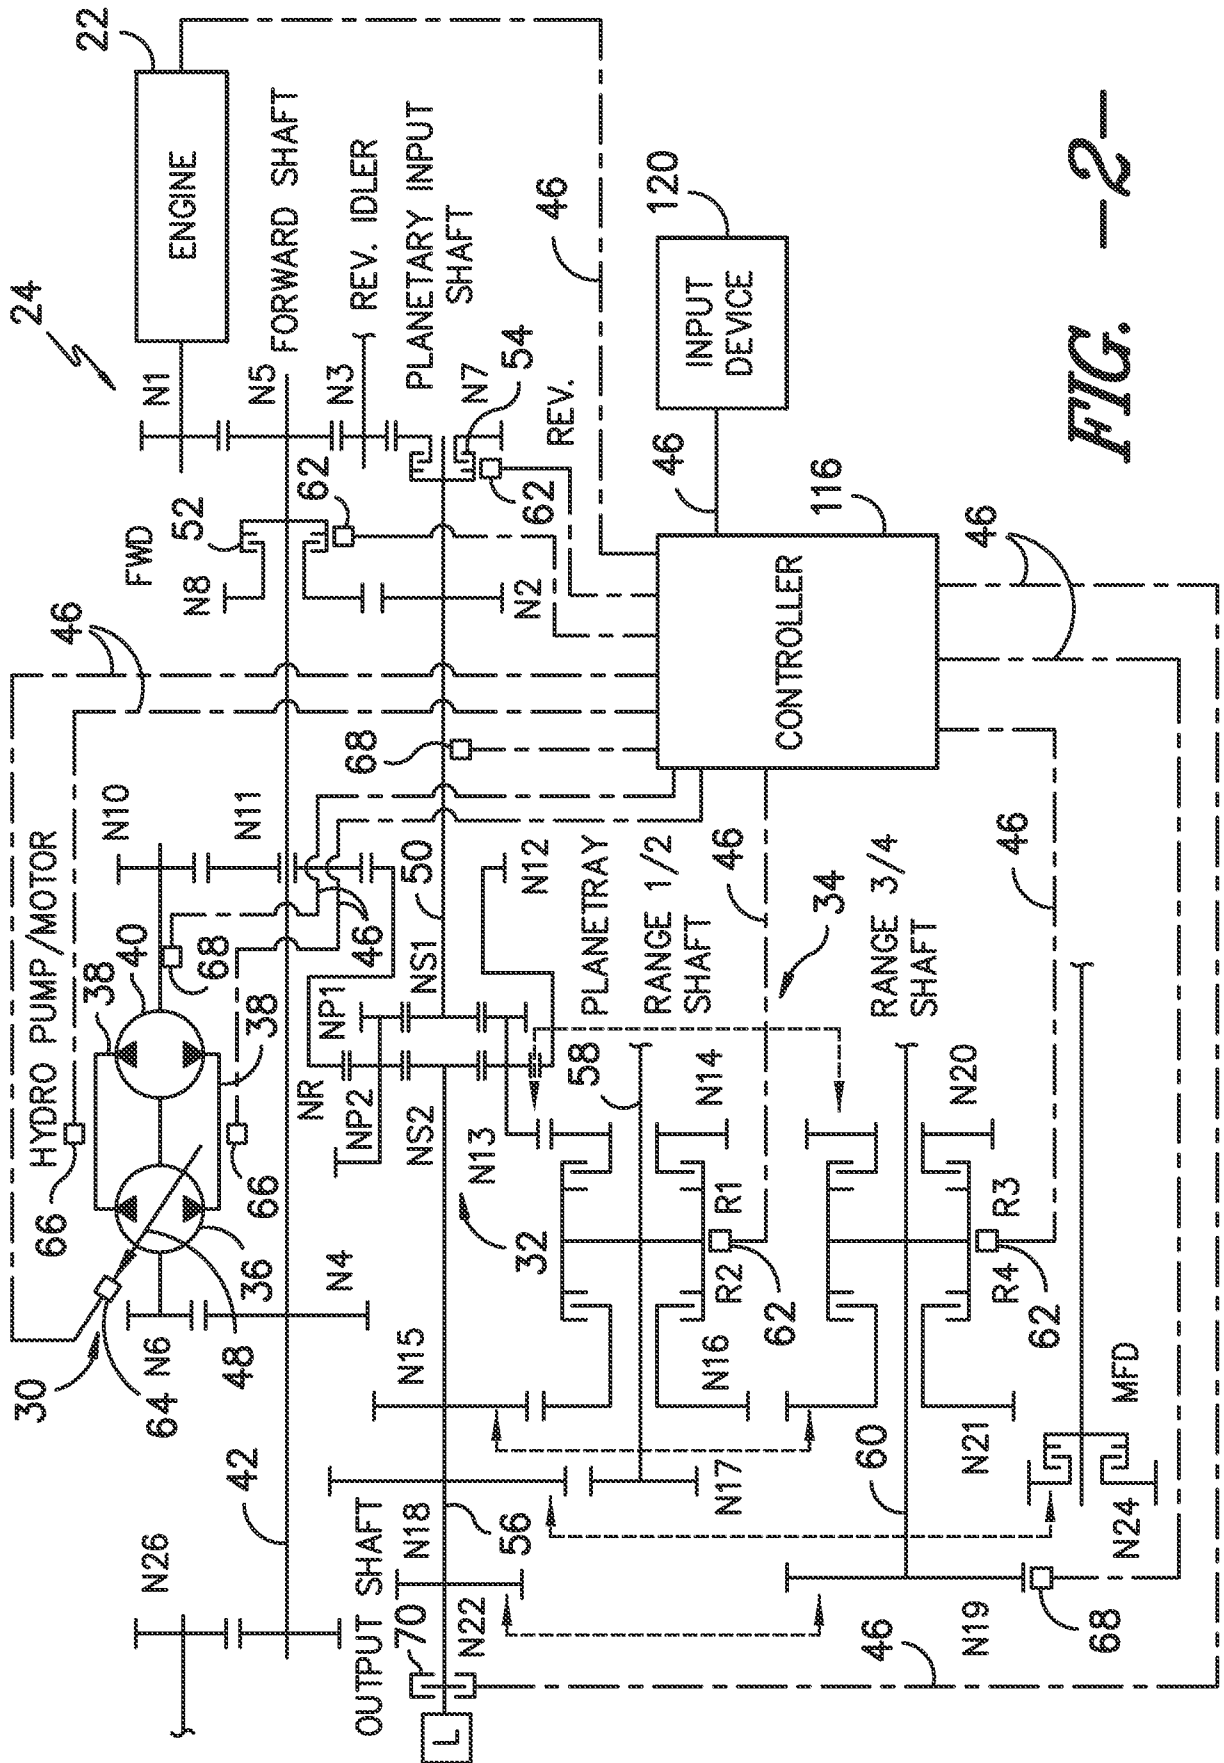 22
24
ENGINE
N1
FORWARD SHAFT
N5
REV. IDLER
N3
PLANETARY INPUT
SHAFT
N7
54
REV.
62
46
120
INPUT
DEVICE
46
FWD
52
62
N8
N2
116
CONTROLLER
46
46
68
HYDRO PUMP/MOTOR
N10
N11
40
38
38
68
46
50
N12
NS1
NP1
NR
NP2
NS2
N13
32
66
66
36
48
64
30
N6
N4
PLANETRAY
RANGE 1/2
SHAFT
46
34
RANGE 3/4
SHAFT
46
58
N14
N20
R1
R2
62
R3
R4
62
N15
N16
N17
N21
60
MFD
N24
42
N26
OUTPUT SHAFT
N18
56
N22
70
L
N19
68
46
FIG. -2-